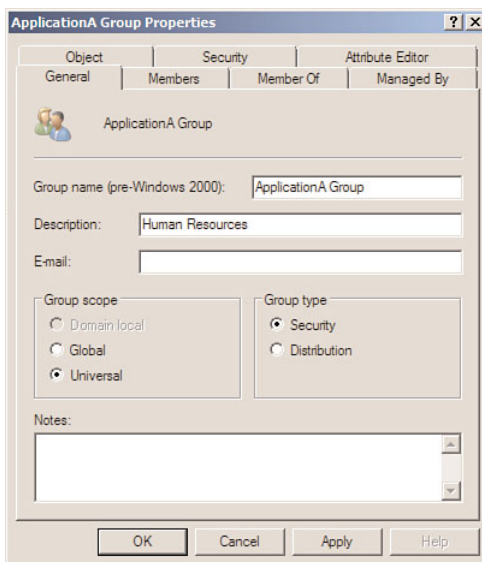 ApplicationA Group Properties
Object Security Attribute Editor
General Members Member Of Managed By
ApplicationA Group
Group name (pre-Windows 2000): ApplicationA Group
Description: Human Resources
E-mail:
Group scope Group type
Domain local Security
Global Distribution
Universal
Notes:
OK Cancel Apply Help